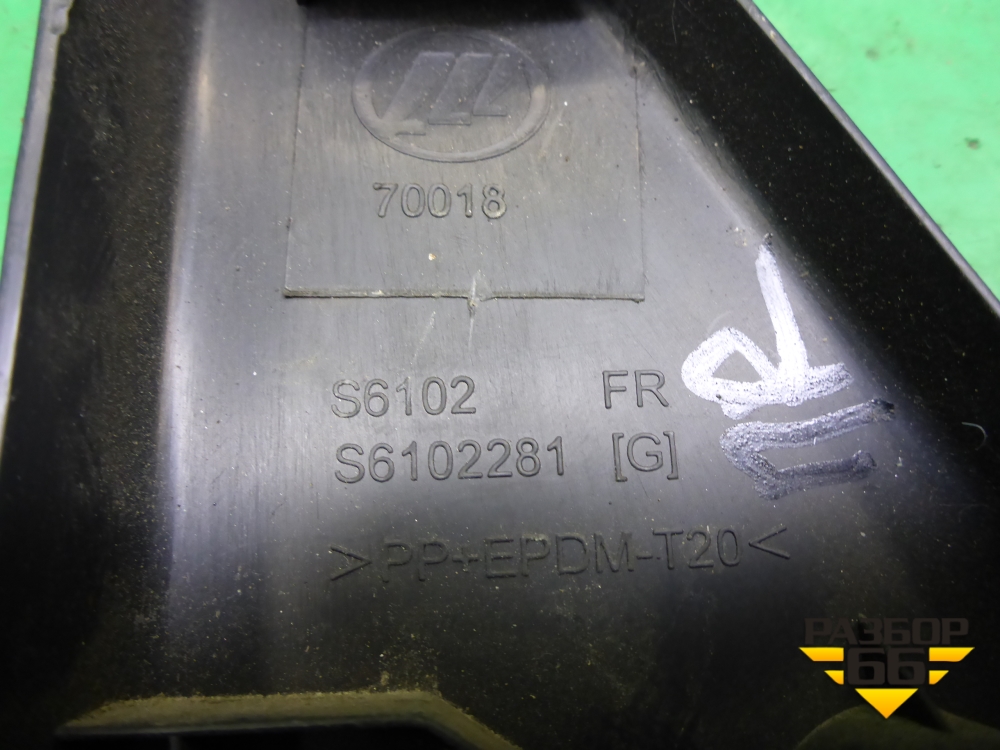 70018
S6102 FR
S6102281 [G]
>PP+EPDM-T20<
ПР
РАЗБОР
66